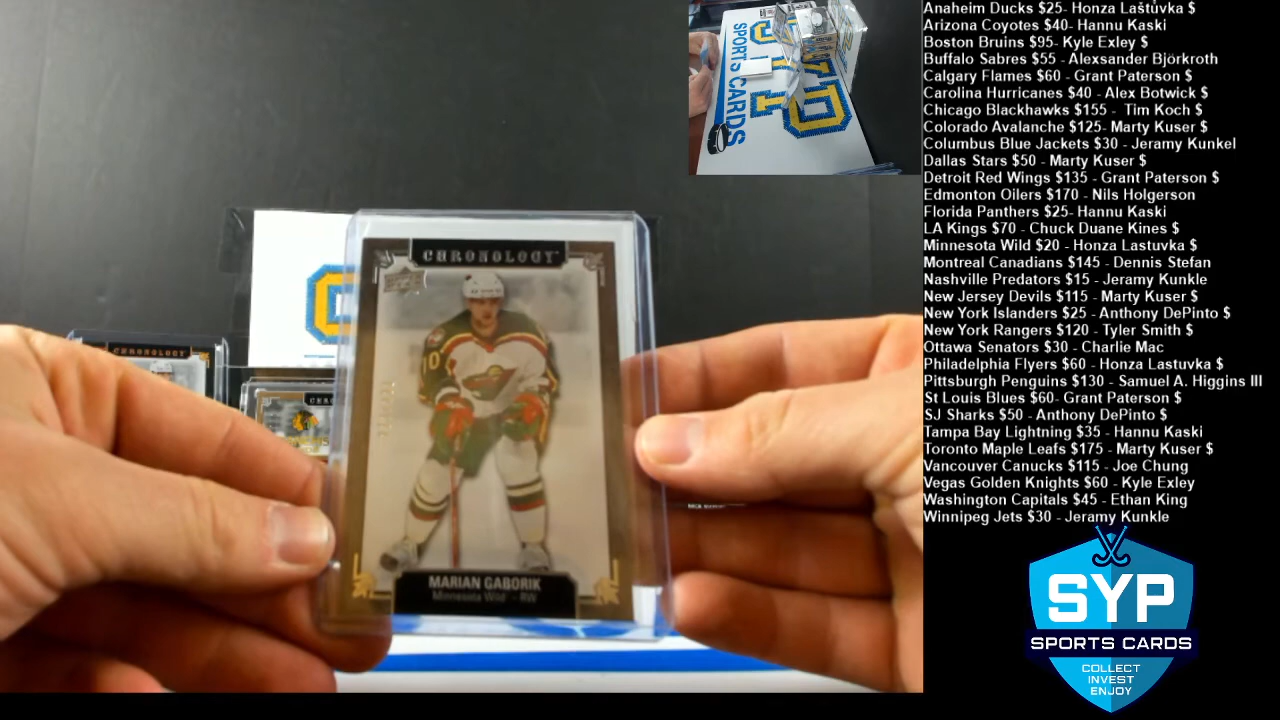 CHRONOLOGY
10
MARIAN GABORIK
Minnesota Wild - RW
CHRONOLOGY
SPORTS CARDS
SYP
Anaheim Ducks $25- Honza Laštůvka $
Arizona Coyotes $40- Hannu Kaski
Boston Bruins $95- Kyle Exley $
Buffalo Sabres $55 - Alexsander Björkroth
Calgary Flames $60 - Grant Paterson $
Carolina Hurricanes $40 - Alex Botwick $
Chicago Blackhawks $155 - Tim Koch $
Colorado Avalanche $125- Marty Kuser $
Columbus Blue Jackets $30 - Jeramy Kunkel
Dallas Stars $50 - Marty Kuser $
Detroit Red Wings $135 - Grant Paterson $
Edmonton Oilers $170 - Nils Holgerson
Florida Panthers $25- Hannu Kaski
LA Kings $70 - Chuck Duane Kines $
Minnesota Wild $20 - Honza Lastuvka $
Montreal Canadians $145 - Dennis Stefan
Nashville Predators $15 - Jeramy Kunkle
New Jersey Devils $115 - Marty Kuser $
New York Islanders $25 - Anthony DePinto $
New York Rangers $120 - Tyler Smith $
Ottawa Senators $30 - Charlie Mac
Philadelphia Flyers $60 - Honza Lastuvka $
Pittsburgh Penguins $130 - Samuel A. Higgins III
St Louis Blues $60- Grant Paterson $
SJ Sharks $50 - Anthony DePinto $
Tampa Bay Lightning $35 - Hannu Kaski
Toronto Maple Leafs $175 - Marty Kuser $
Vancouver Canucks $115 - Joe Chung
Vegas Golden Knights $60 - Kyle Exley
Washington Capitals $45 - Ethan King
Winnipeg Jets $30 - Jeramy Kunkle
SYP
SPORTS CARDS
COLLECT
INVEST
ENJOY